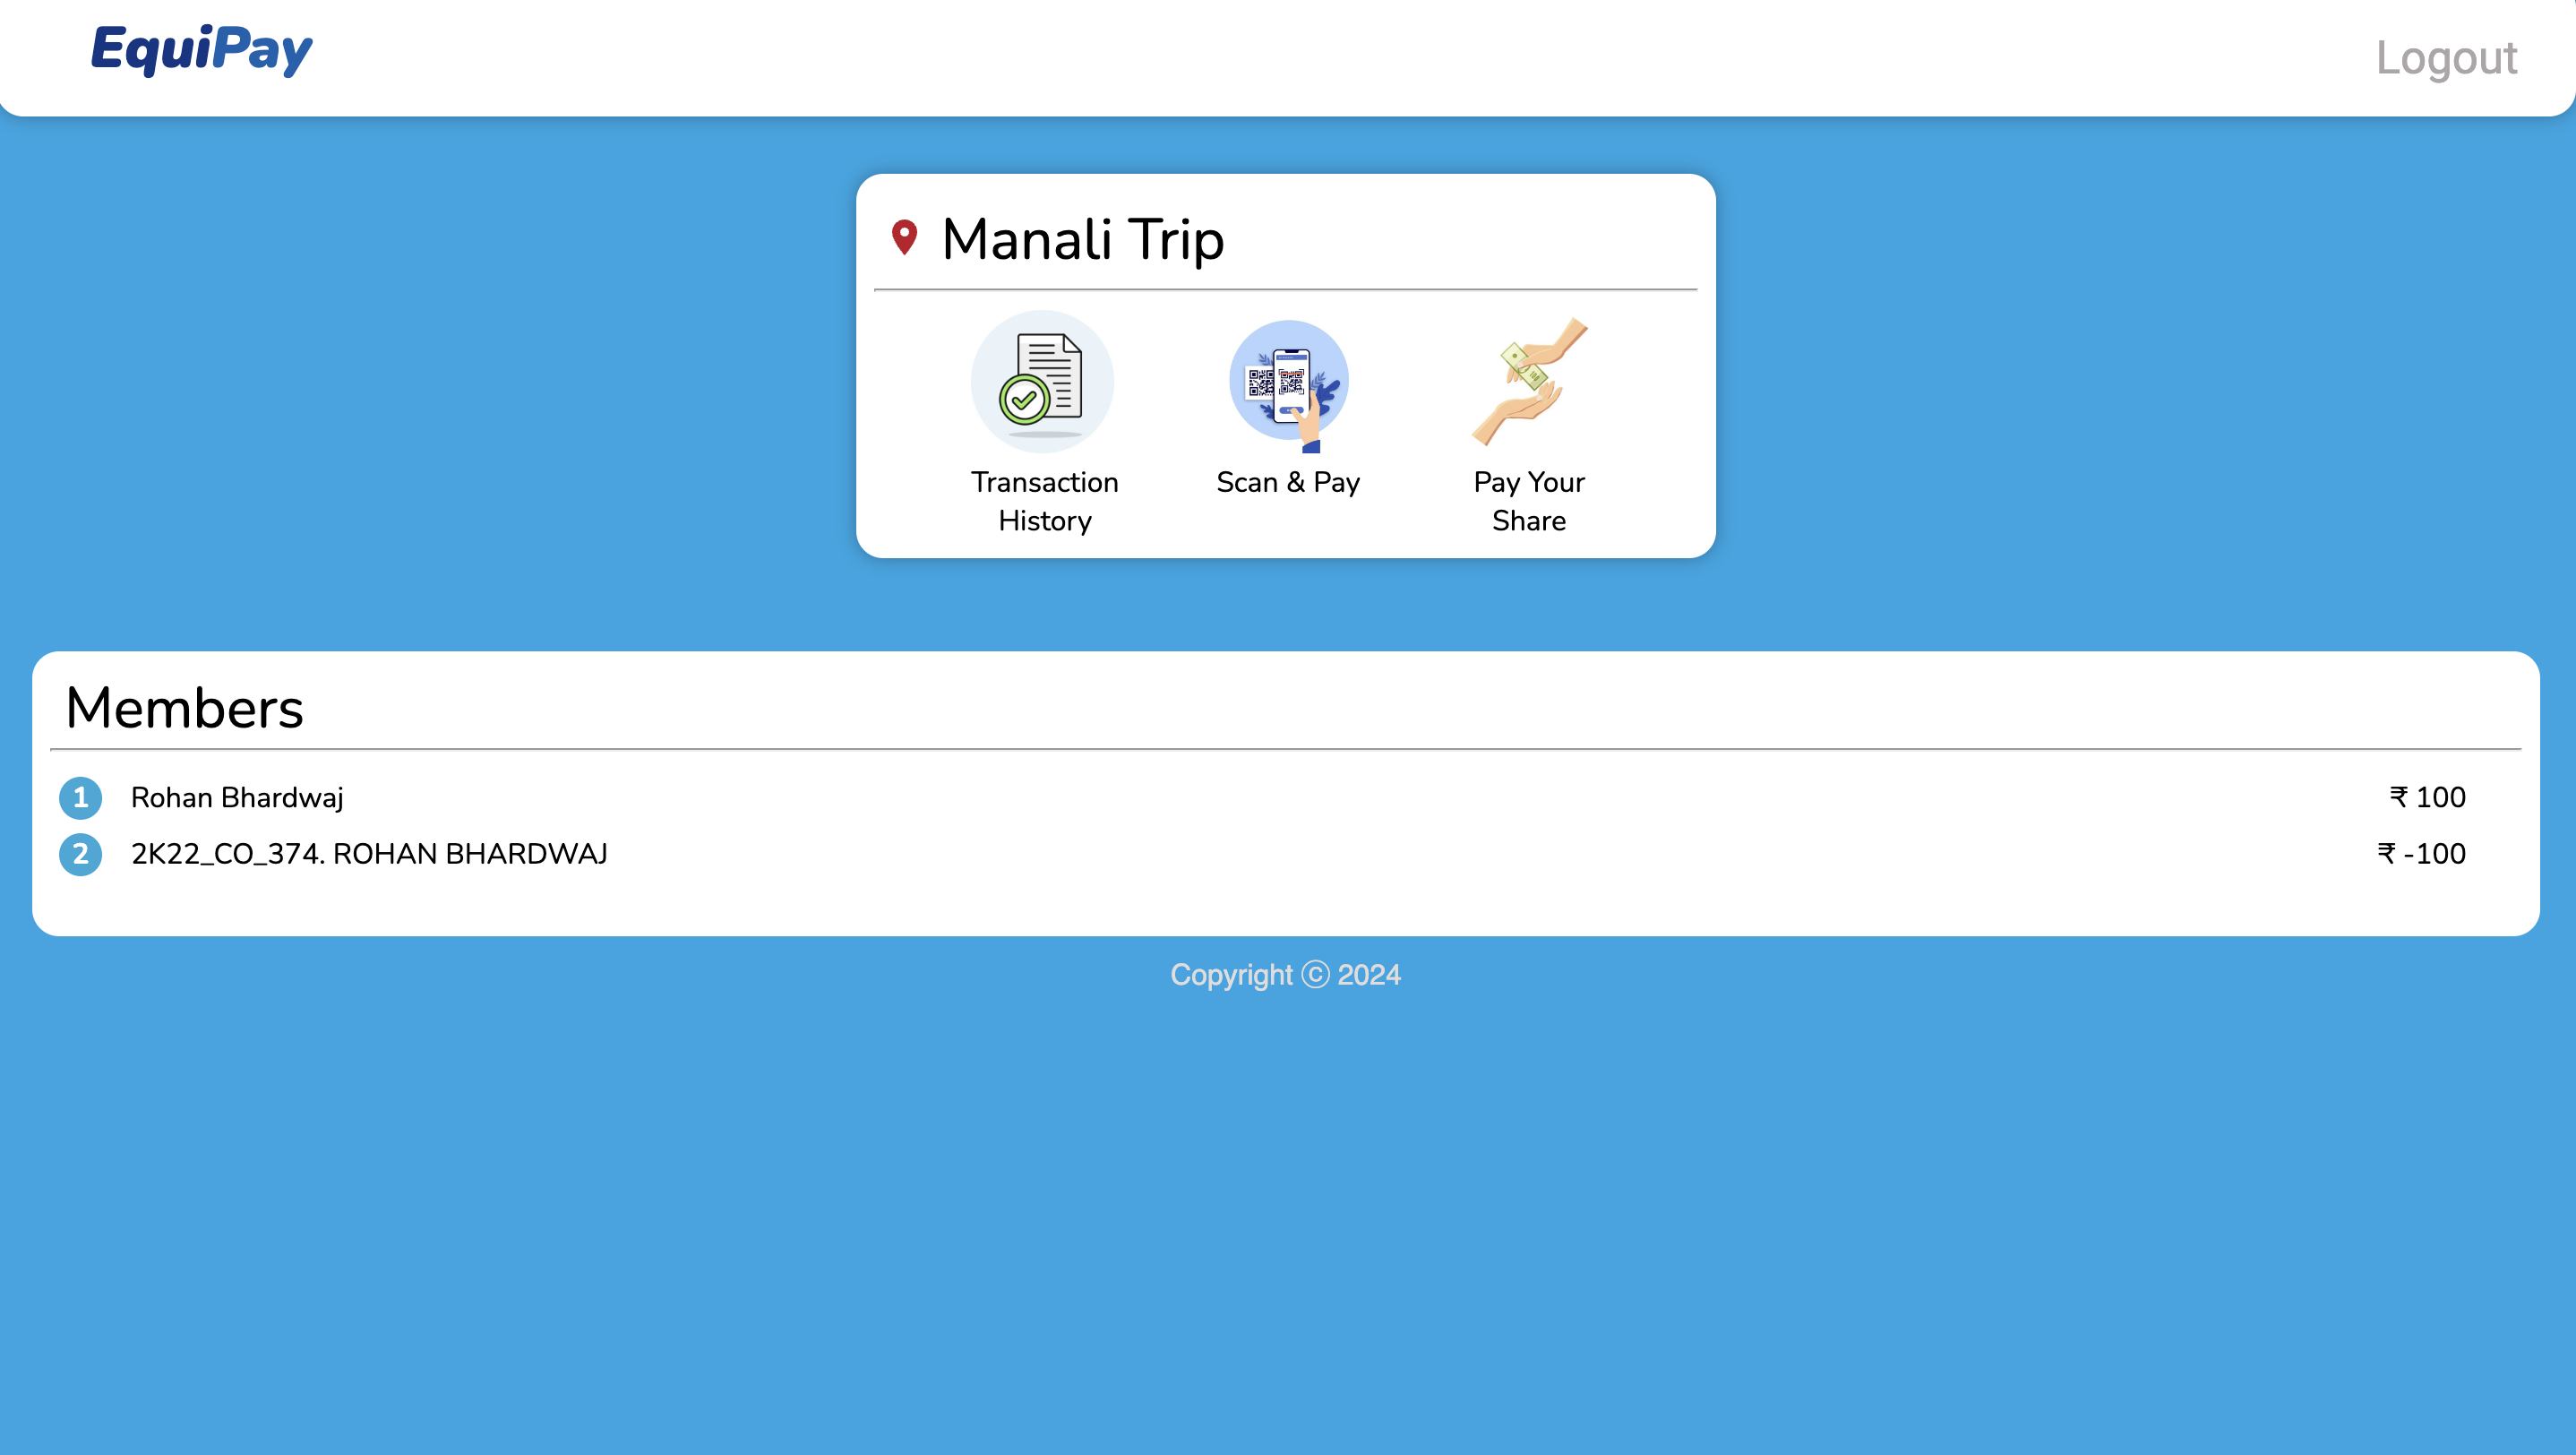 EquiPay
Logout
Manali Trip
Transaction
History
Scan & Pay
Pay Your
Share
Members
1 Rohan Bhardwaj ₹ 100
2 2K22_CO_374. ROHAN BHARDWAJ ₹ -100
Copyright ⓒ 2024